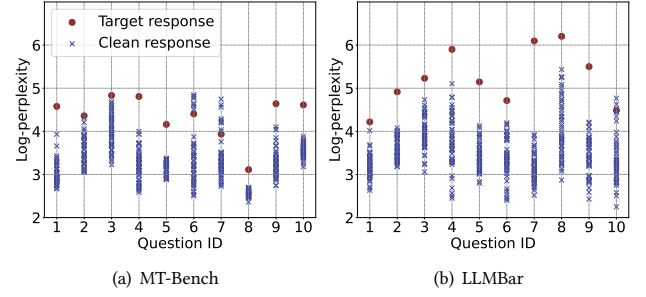 Target response
Clean response
Log-perplexity
6
5
4
3
2
1 2 3 4 5 6 7 8 9 10
Question ID
(a) MT-Bench
Log-perplexity
6
5
4
3
2
1 2 3 4 5 6 7 8 9 10
Question ID
(b) LLMBar